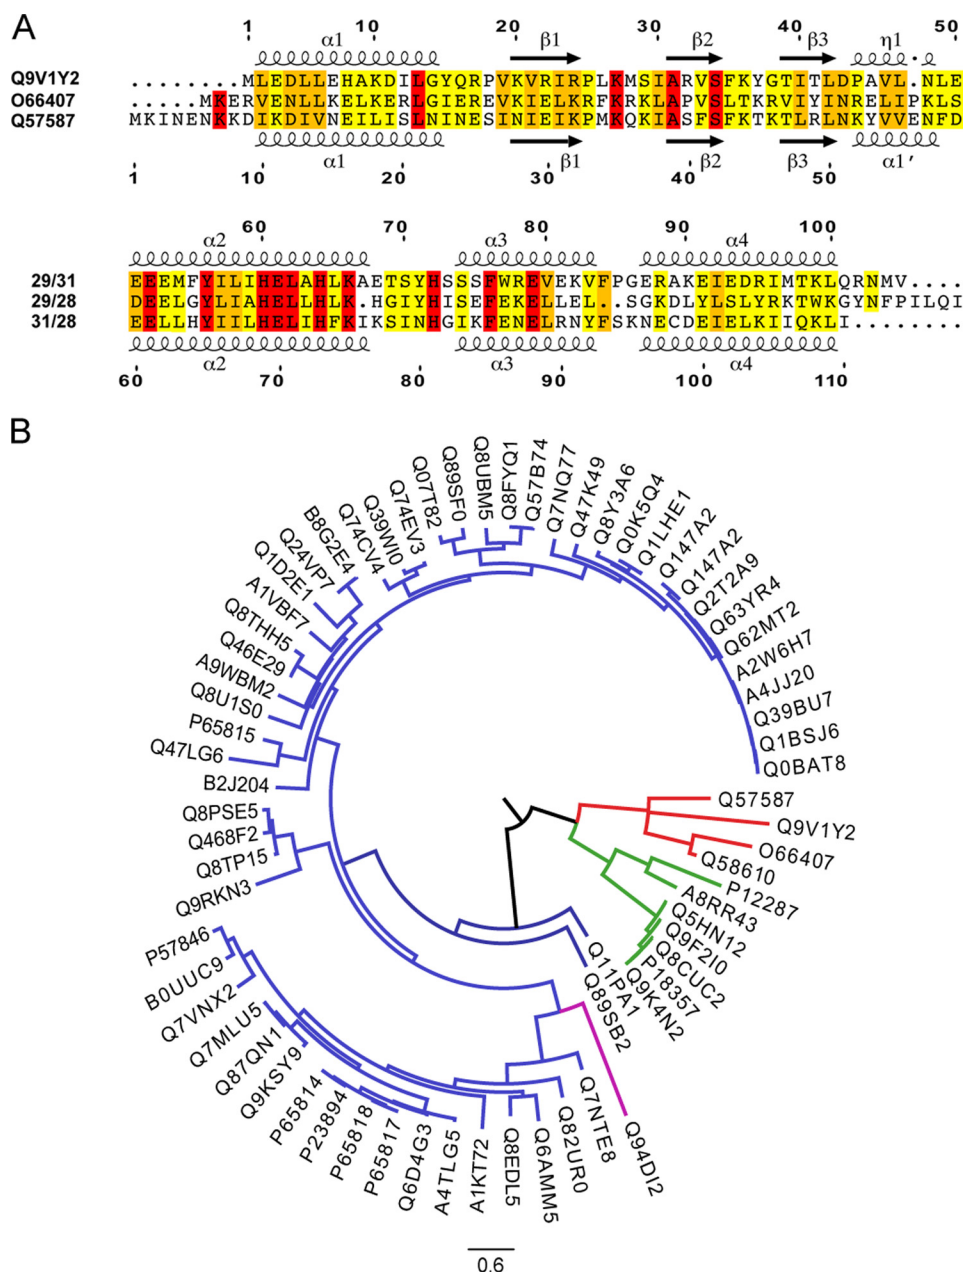 A
1 10 20 30 40 50
α1 β1 β2 β3 η1
Q9V1Y2 .........MLEDLIEHAKDILGYQRPVKVRIRPLKMSIARVSFKYGTITLDPAVL.NLE
O66407 .....MKERVENLLKELKERLGIEREVKIELKRFKRKLAPVSLTKRVIYINRELIPKLS
Q57587 MKINENKKDIKDIVNEILISLNINESINIEIKPMKQKIASFSFKTKTLRLNKYVVENFD
α1 β1 β2 β3 α1′
1 10 20 30 40 50
60 70 80 90 100
α2 α3 α4
29/31 EEEMFYILIHELAHLKAETSYHSSSFWREVEKVFPGERAKEIEDRIMTKLQRNMV....
29/28 DEELGYLIAHELLHLK.HGIYHISEFEKELLEL..SGKDLYLSLYRKTWKGYNFPILQI
31/28 EELLHYIILHELIHFKIKSINHGIKFENELRNYFSKNECDEIELKIIQKLI........
α2 α3 α4
60 70 80 90 100 110
B
Q47LG6
P65815
Q8U1S0
A9WBM2
Q46E29
Q8THH5
A1VBF7
Q1D2E1
Q24VP7
B8G2E4
Q74CV4
Q39WI0
Q74EV3
Q07T82
Q89SF0
Q8UBM5
Q8FYQ1
Q57B74
Q7NQ77
Q47K49
Q8Y3A6
Q0K5Q4
Q1LHE1
Q147A2
Q147A2
Q2T2A9
Q63YR4
Q62MT2
A2W6H7
A4JJ20
Q39BU7
Q1BSJ6
Q0BAT8
Q57587
Q9V1Y2
O66407
Q58610
P12287
A8RR43
Q5HN12
Q9F2I0
Q8CUC2
P18357
Q9K4N2
Q11PA1
Q89SB2
Q94DI2
Q7NTE8
Q82UR0
Q6AMM5
Q8EDL5
A1KT72
A4TLG5
Q6D4G3
P65817
P65818
P23894
P65814
Q9KSY9
Q87QN1
Q7MLU5
Q7VNX2
B0UUC9
P57846
Q9RKN3
Q8TP15
Q468F2
Q8PSE5
B2J204
0.6